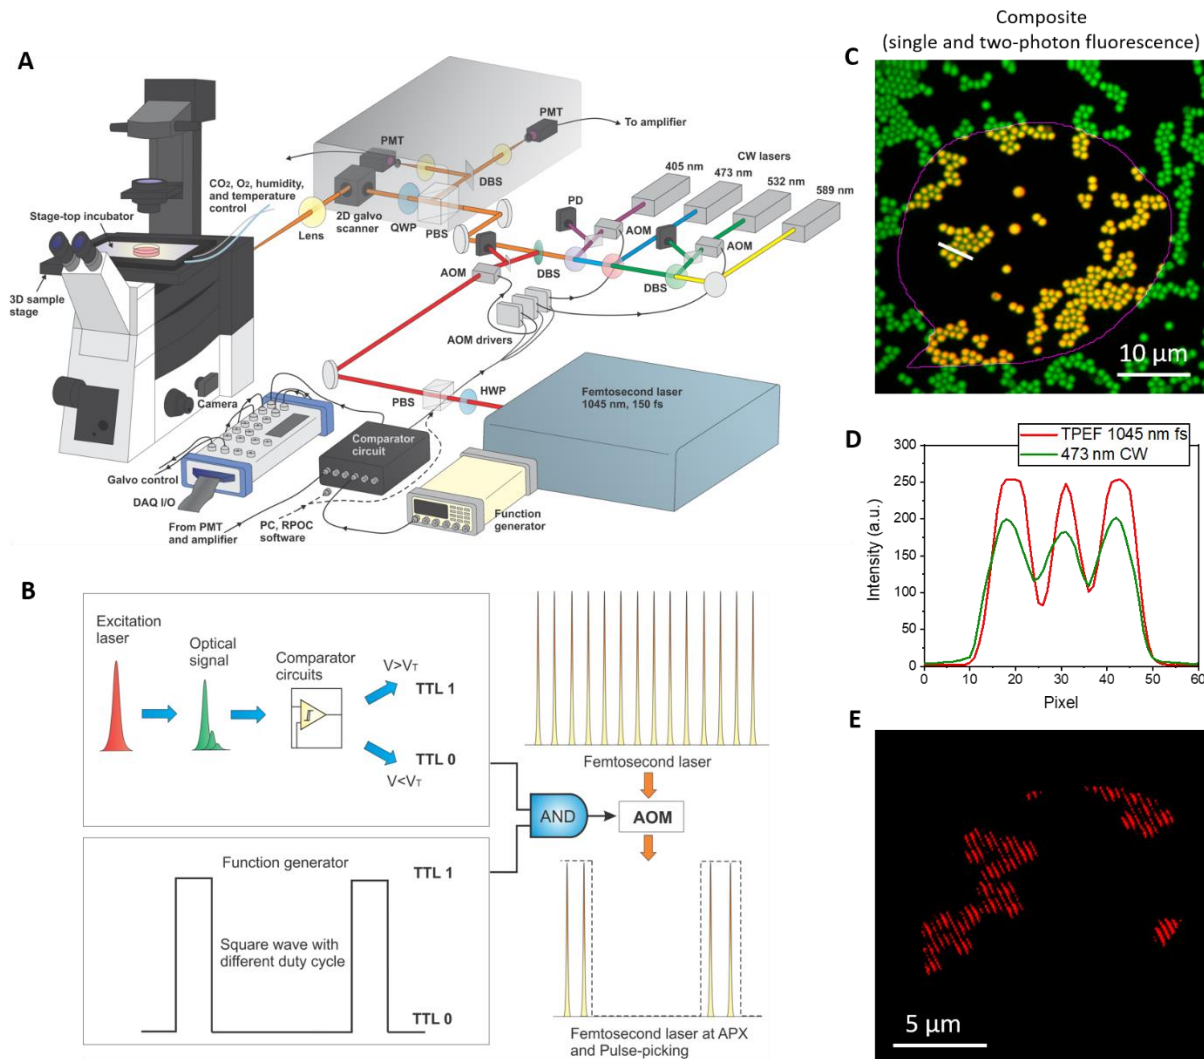 Composite
(single and two-photon fluorescence)
A
PMT
To amplifier
PMT
DBS
CO2, O2, humidity,
and temperature
control
Stage-top incubator
Lens
2D galvo
scanner
QWP
PBS
405 nm
CW lasers
473 nm
532 nm
589 nm
PD
AOM
AOM
DBS
DBS
AOM
AOM drivers
3D sample
stage
Camera
PBS
HWP
Femtosecond laser
1045 nm, 150 fs
Comparator
circuit
Galvo control
DAQ I/O
From PMT
and amplifier
PC, RPOC
software
Function
generator
B
Excitation
laser
Optical
signal
Comparator
circuits
V>VT
TTL 1
TTL 0
V<VT
Function generator
TTL 1
Square wave with
different duty cycle
TTL 0
AND
Femtosecond laser
AOM
Femtosecond laser at APX
and Pulse-picking
C
10 µm
D
TPEF 1045 nm fs
473 nm CW
300
250
200
150
100
50
0
Intensity (a.u.)
0 10 20 30 40 50 60
Pixel
E
5 µm